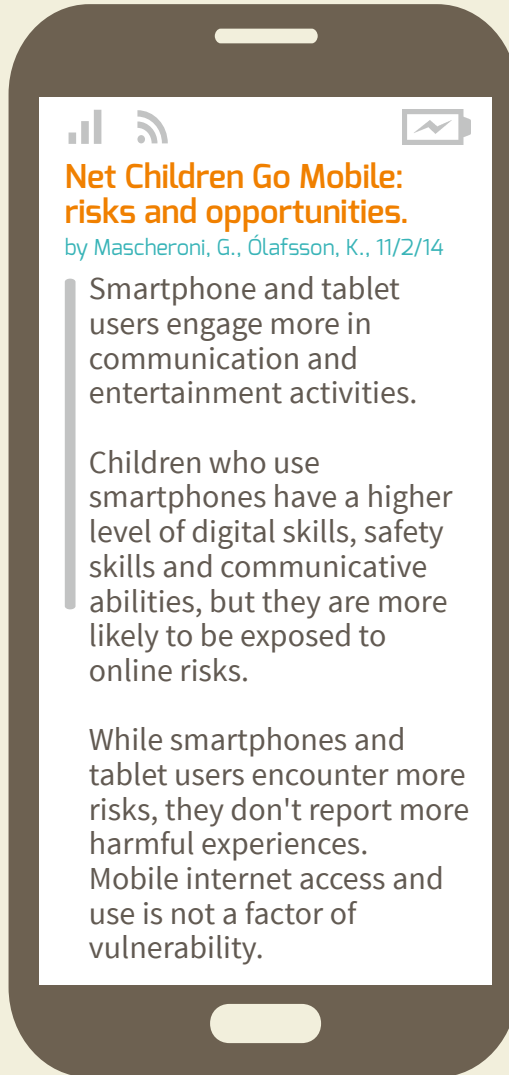 Net Children Go Mobile:
risks and opportunities.
by Mascheroni, G., Ólafsson, K., 11/2/14
Smartphone and tablet
users engage more in
communication and
entertainment activities.
Children who use
smartphones have a higher
level of digital skills, safety
skills and communicative
abilities, but they are more
likely to be exposed to
online risks.
While smartphones and
tablet users encounter more
risks, they don't report more
harmful experiences.
Mobile internet access and
use is not a factor of
vulnerability.